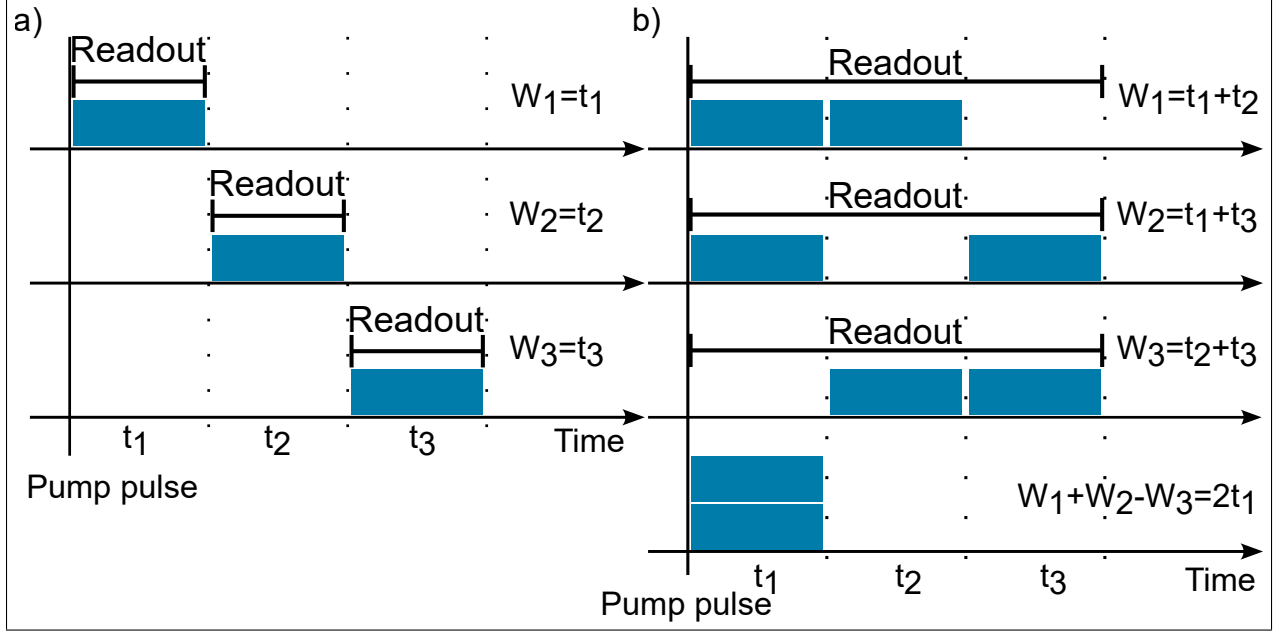 a)
Readout
W₁=t₁
Readout
W₂=t₂
Readout
W₃=t₃
t₁ t₂ t₃ Time
Pump pulse
b)
Readout
W₁=t₁+t₂
Readout
W₂=t₁+t₃
Readout
W₃=t₂+t₃
W₁+W₂-W₃=2t₁
t₁ t₂ t₃ Time
Pump pulse